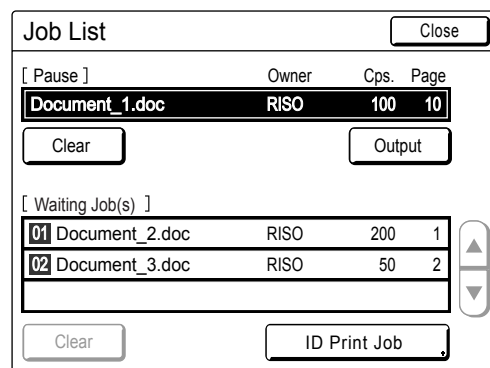 Job List Close
[ Pause ] Owner Cps. Page
Document_1.doc RISO 100 10
Clear Output
[ Waiting Job(s) ]
01 Document_2.doc RISO 200 1
02 Document_3.doc RISO 50 2
Clear ID Print Job